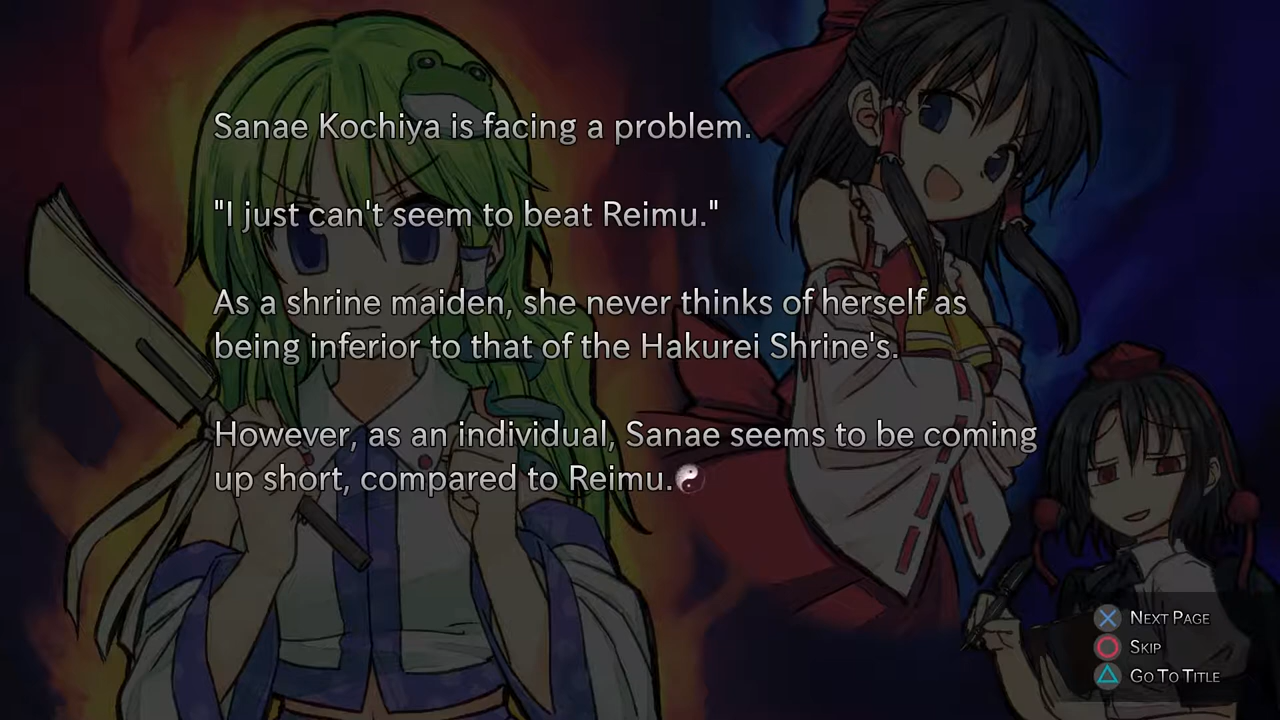 Sanae Kochiya is facing a problem.
"I just can't seem to beat Reimu."
As a shrine maiden, she never thinks of herself as
being inferior to that of the Hakurei Shrine's.
However, as an individual, Sanae seems to be coming
up short, compared to Reimu.
Next Page
Skip
Go To Title